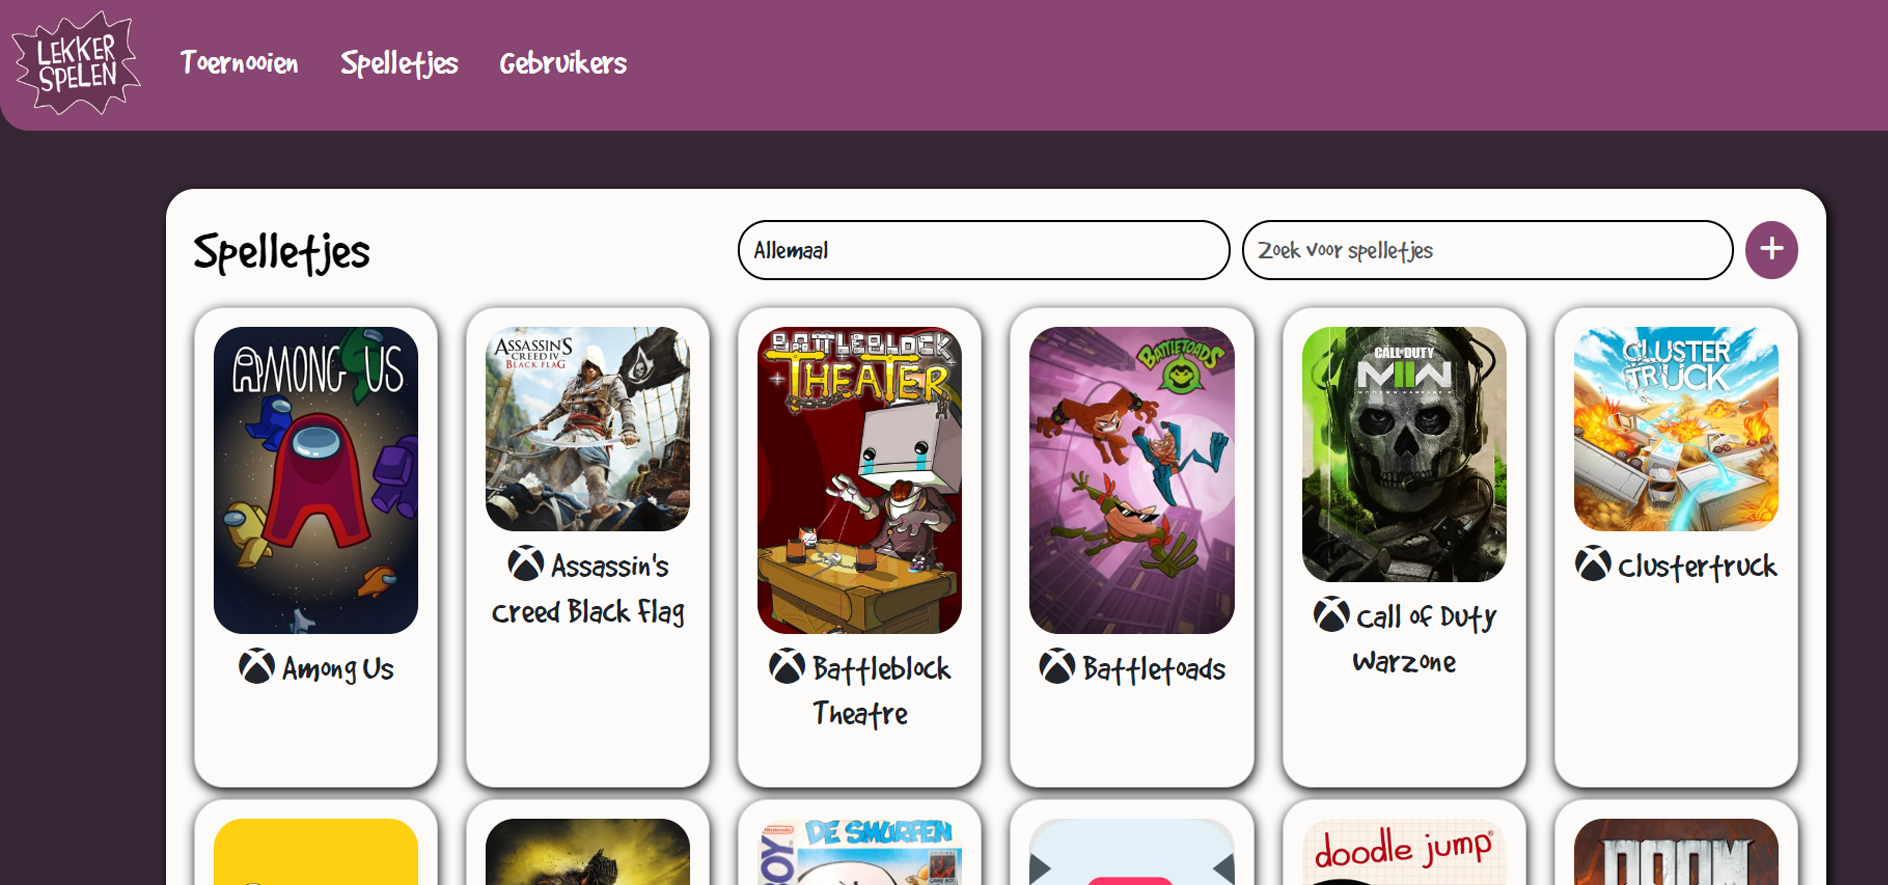 LEKKER
SPELEN
Toernooien
Spelletjes
Gebruikers
Spelletjes
Allemaal
Zoek voor spelletjes
+
AMONG US
ASSASSIN'S
CREED IV
BLACK FLAG
BATTLEBLOCK
THEATER
BATTLETOADS
CALL OF DUTY
MWII
CLUSTER
TRUCK
Among Us
Assassin's
Creed Black Flag
Battleblock
Theatre
Battletoads
Call of Duty
Warzone
Clustertruck
Nintendo
BOY
DE SMURFEN
doodle jump
DOOM